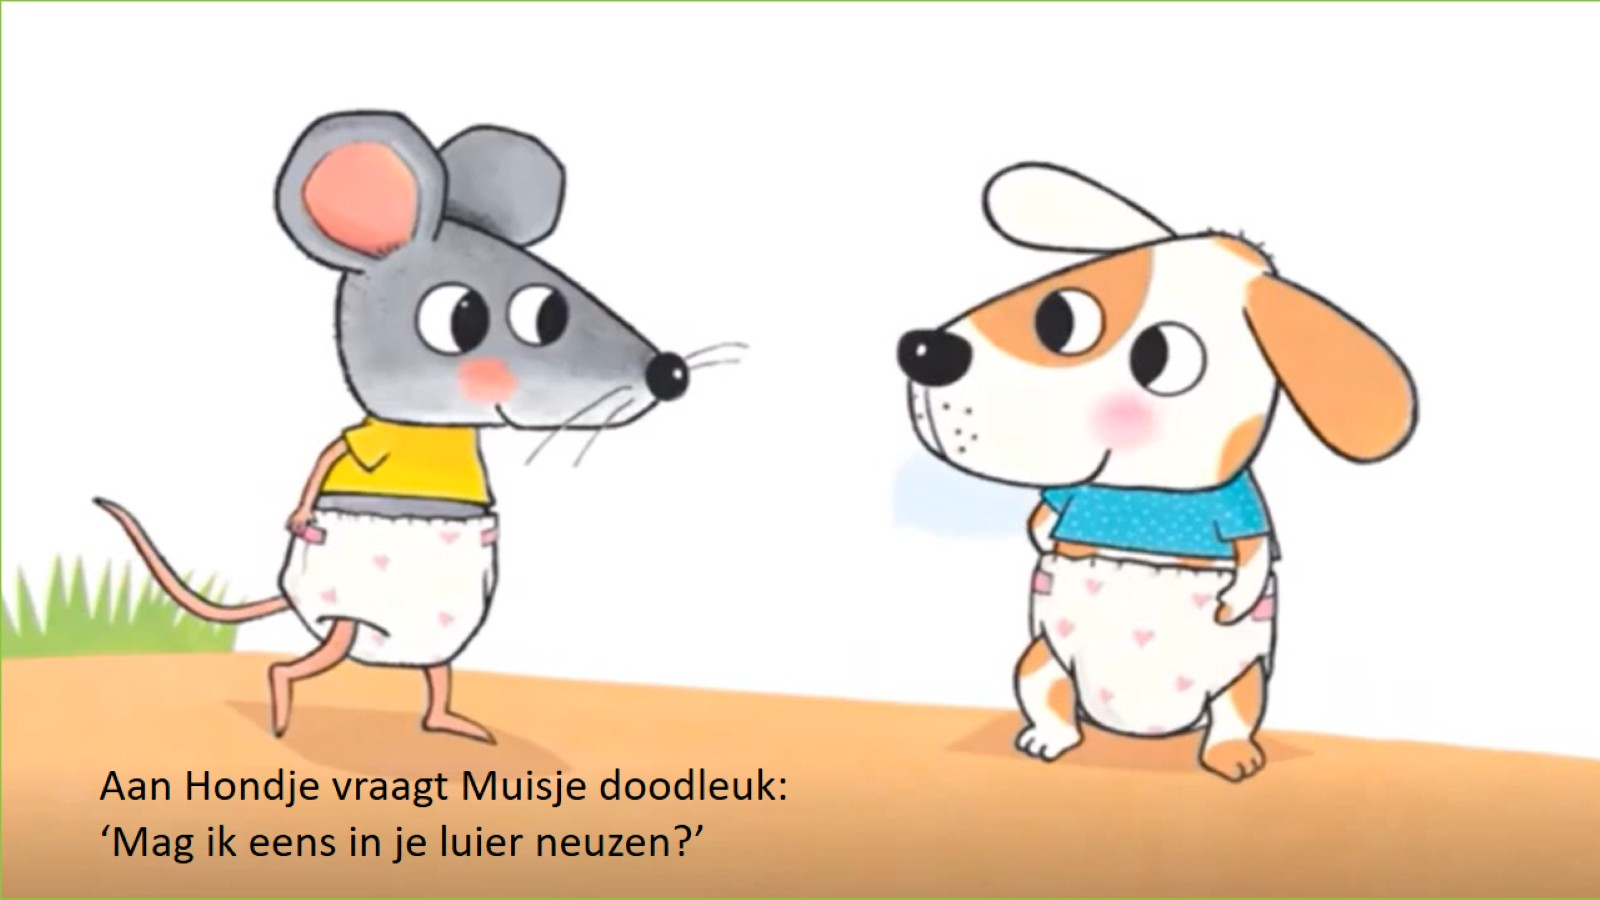 Aan Hondje vraagt Muisje doodleuk:
‘Mag ik eens in je luier neuzen?’